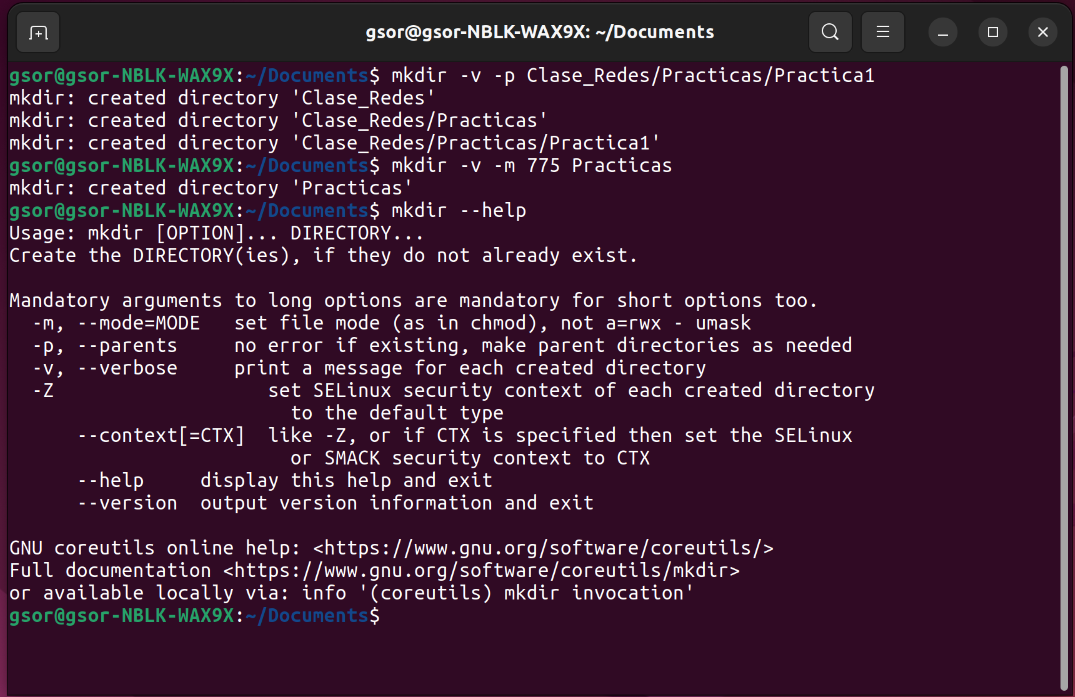 gsor@gsor-NBLK-WAX9X: ~/Documents
gsor@gsor-NBLK-WAX9X:~/Documents$ mkdir -v -p Clase_Redes/Practicas/Practica1
mkdir: created directory 'Clase_Redes'
mkdir: created directory 'Clase_Redes/Practicas'
mkdir: created directory 'Clase_Redes/Practicas/Practica1'
gsor@gsor-NBLK-WAX9X:~/Documents$ mkdir -v -m 775 Practicas
mkdir: created directory 'Practicas'
gsor@gsor-NBLK-WAX9X:~/Documents$ mkdir --help
Usage: mkdir [OPTION]... DIRECTORY...
Create the DIRECTORY(ies), if they do not already exist.

Mandatory arguments to long options are mandatory for short options too.
  -m, --mode=MODE   set file mode (as in chmod), not a=rwx - umask
  -p, --parents     no error if existing, make parent directories as needed
  -v, --verbose     print a message for each created directory
  -Z                   set SELinux security context of each created directory
                         to the default type
      --context[=CTX]  like -Z, or if CTX is specified then set the SELinux
                         or SMACK security context to CTX
      --help     display this help and exit
      --version  output version information and exit

GNU coreutils online help: <https://www.gnu.org/software/coreutils/>
Full documentation <https://www.gnu.org/software/coreutils/mkdir>
or available locally via: info '(coreutils) mkdir invocation'
gsor@gsor-NBLK-WAX9X:~/Documents$